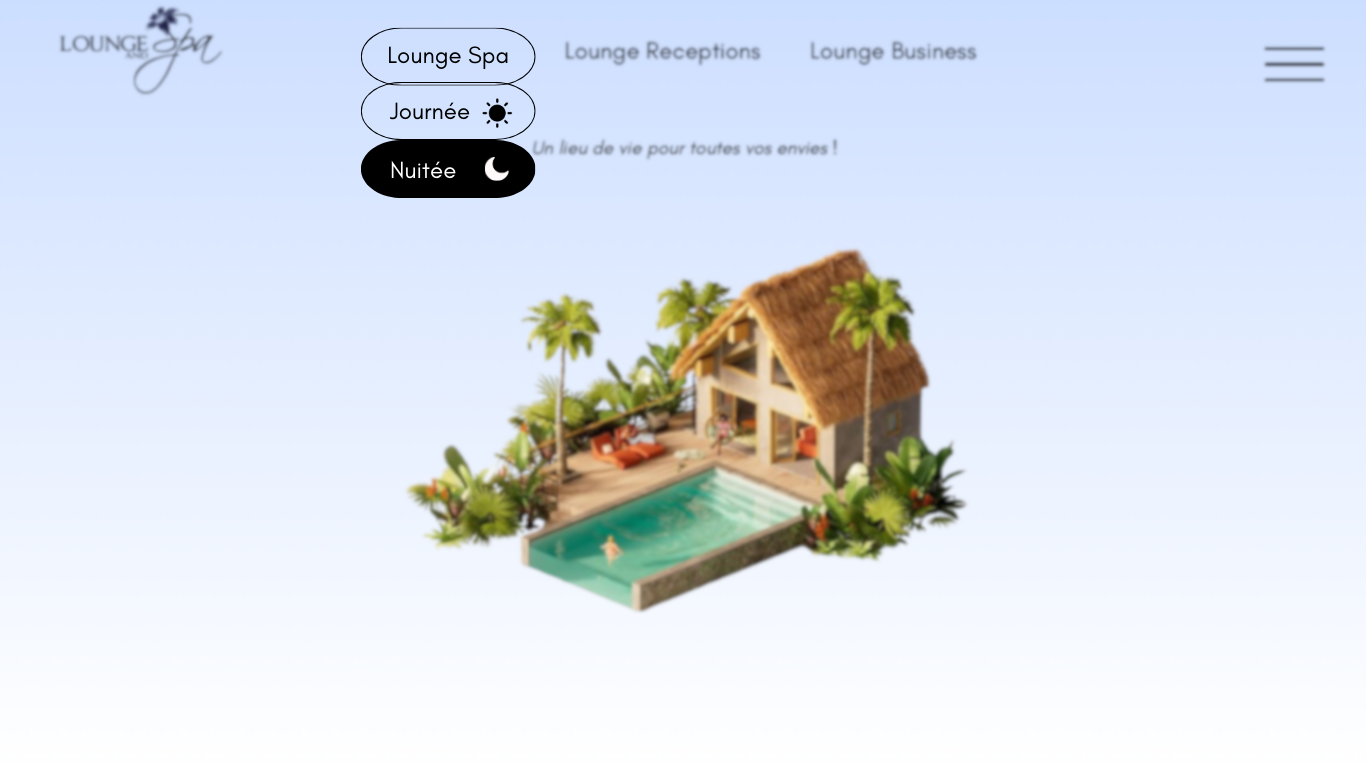 LOUNGE AND Spa
Lounge Spa
Lounge Receptions
Lounge Business
Journée
Nuitée
Un lieu de vie pour toutes vos envies !